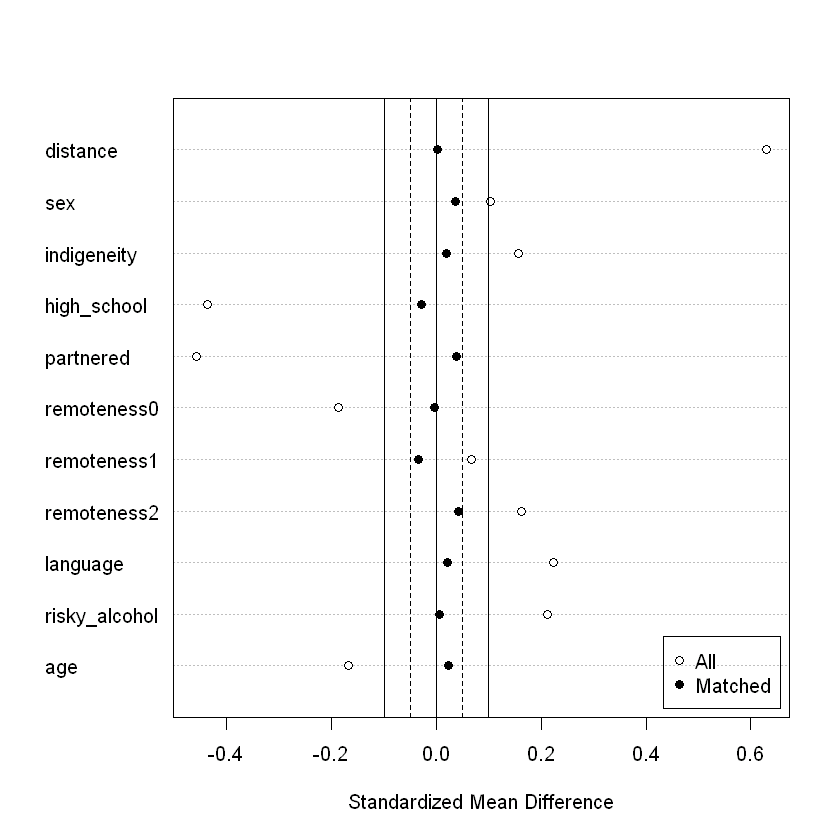 distance
sex
indigeneity
high_school
partnered
remoteness0
remoteness1
remoteness2
language
risky_alcohol
age
All
Matched
-0.4 -0.2 0.0 0.2 0.4 0.6
Standardized Mean Difference